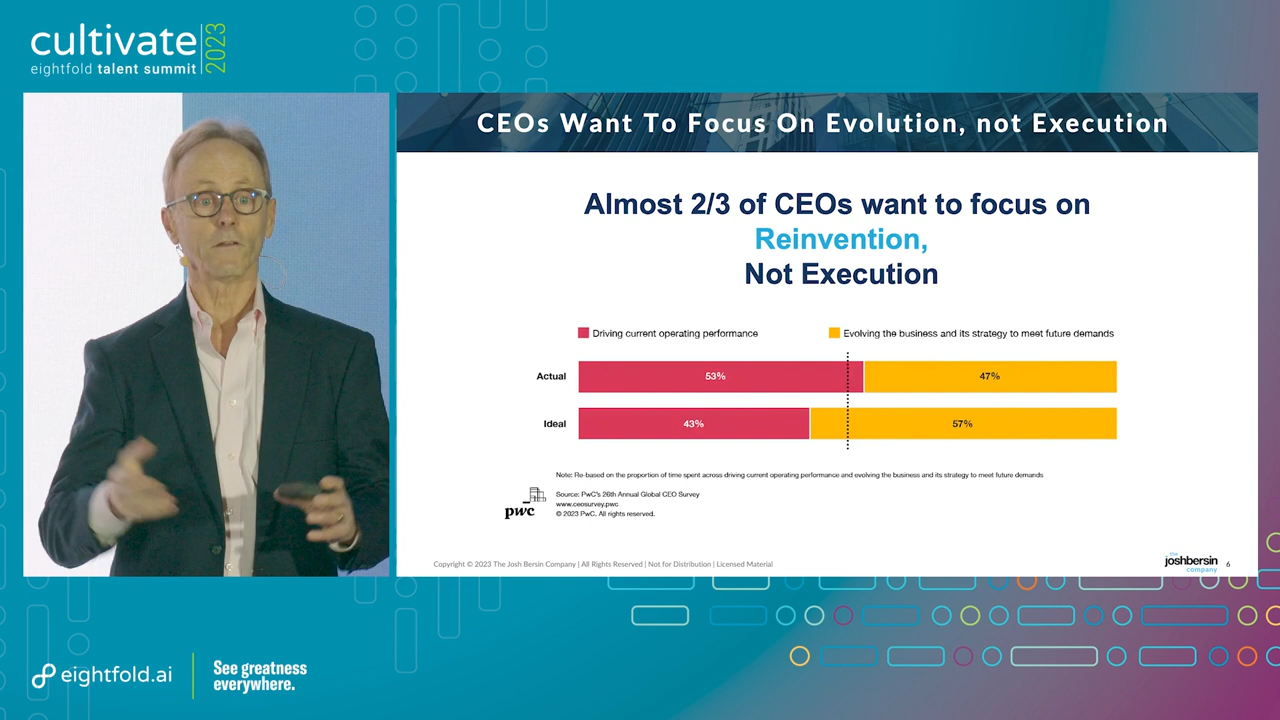 cultivate 2023
eightfold talent summit
CEOs Want To Focus On Evolution, not Execution
Almost 2/3 of CEOs want to focus on
Reinvention,
Not Execution
Driving current operating performance
Evolving the business and its strategy to meet future demands
Actual
53%
47%
Ideal
43%
57%
Note: Re-based on the proportion of time spent across driving current operating performance and evolving the business and its strategy to meet future demands
pwc
Source: PwC's 26th Annual Global CEO Survey
www.ceosurvey.pwc
© 2023 PwC. All rights reserved.
Copyright © 2023 The Josh Bersin Company | All Rights Reserved | Not for Distribution | Licensed Material
the
joshbersin
company
6
eightfold.ai
See greatness
everywhere.